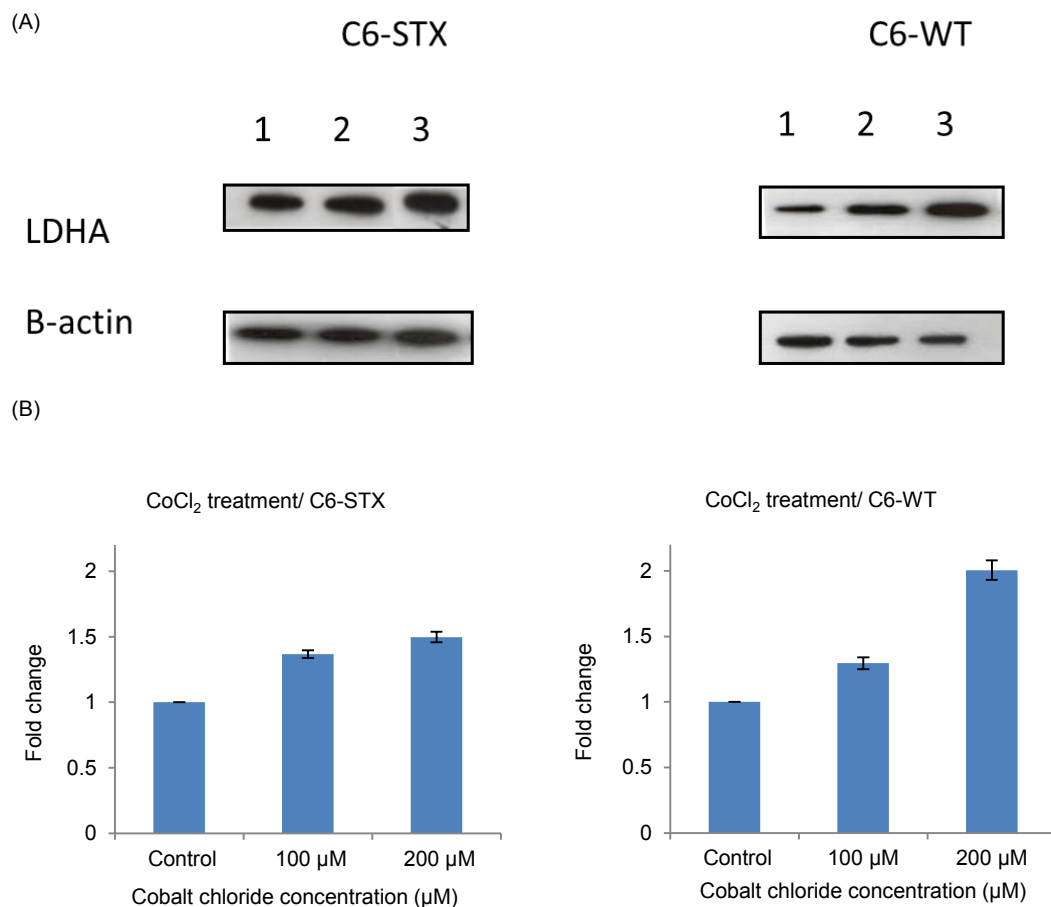 (A)
C6-STX
C6-WT
1 2 3
1 2 3
LDHA
B-actin
(B)
CoCl₂ treatment/ C6-STX
Fold change
2
1.5
1
0.5
0
Control 100 µM 200 µM
Cobalt chloride concentration (µM)
CoCl₂ treatment/ C6-WT
Fold change
2
1.5
1
0.5
0
Control 100 µM 200 µM
Cobalt chloride concentration (µM)